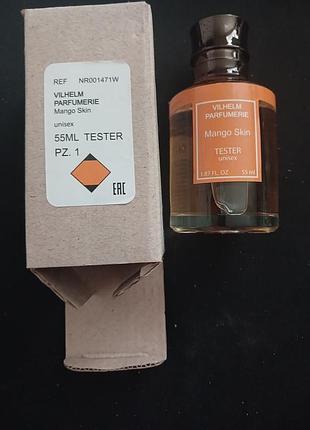 REF NR001471W
VILHELM
PARFUMERIE
Mango Skin
unisex
55ML TESTER
PZ. 1
EAC
VILHELM
PARFUMERIE
Mango Skin
TESTER
unisex
1.87 FL. OZ 55 ml